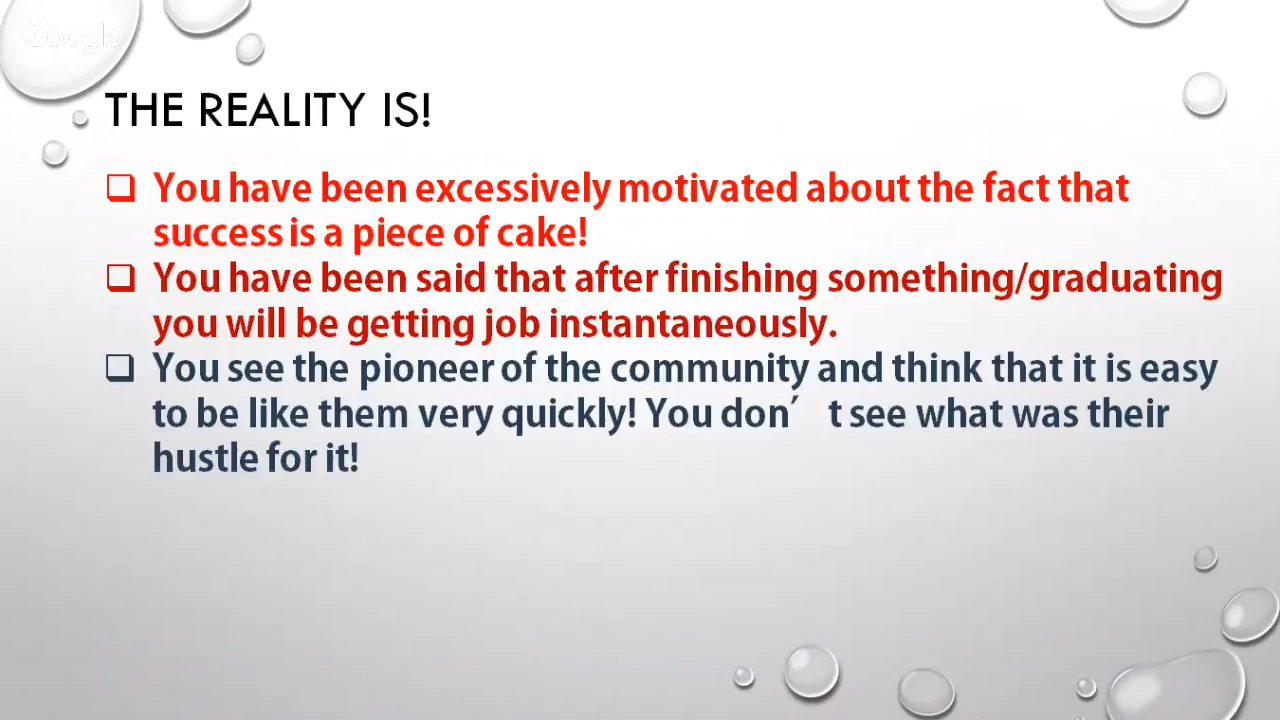 Google
THE REALITY IS!
❑ You have been excessively motivated about the fact that
success is a piece of cake!
❑ You have been said that after finishing something/graduating
you will be getting job instantaneously.
❑ You see the pioneer of the community and think that it is easy
to be like them very quickly! You don′ t see what was their
hustle for it!